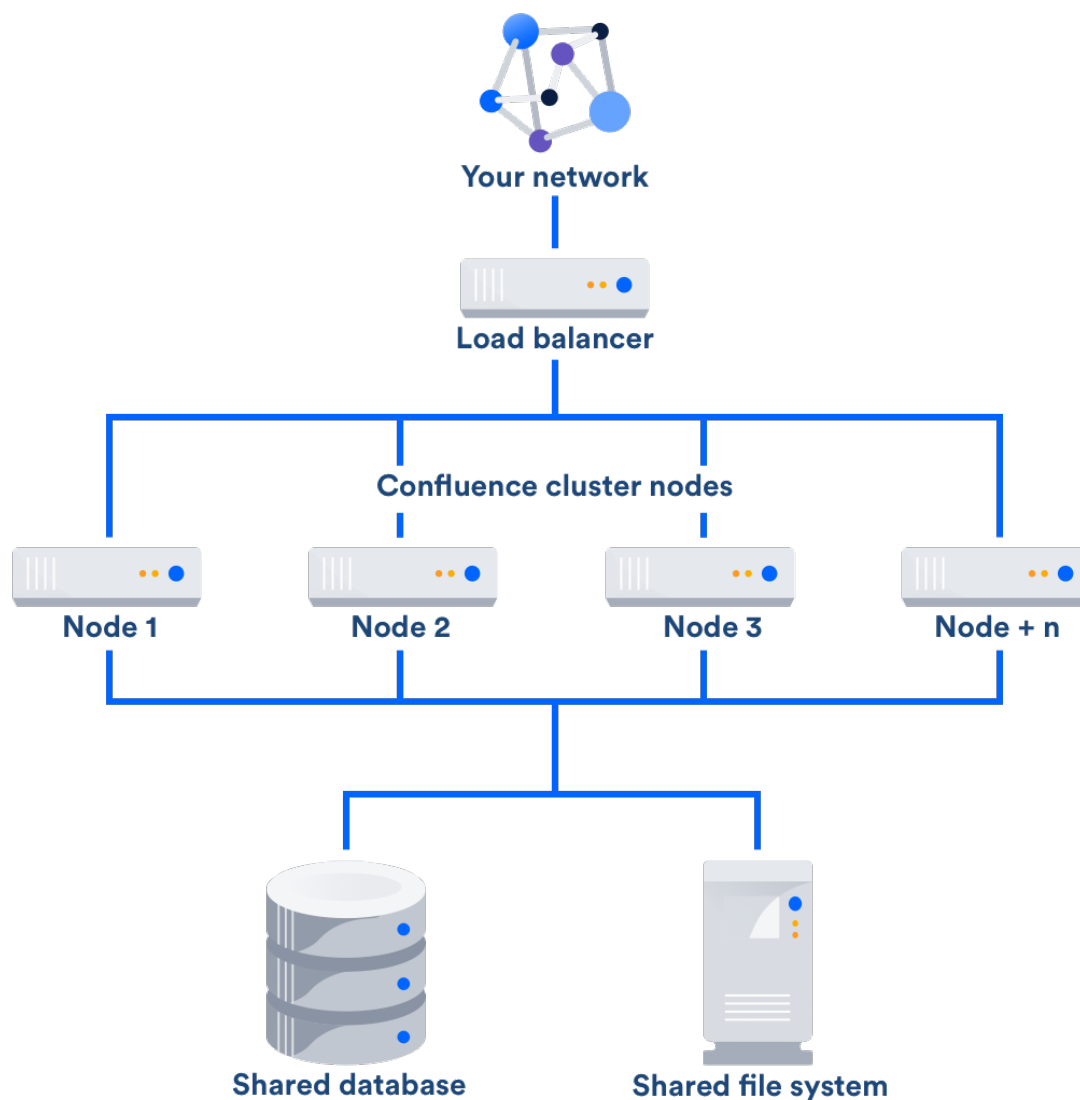 Your network
Load balancer
Confluence cluster nodes
Node 1
Node 2
Node 3
Node + n
Shared database
Shared file system